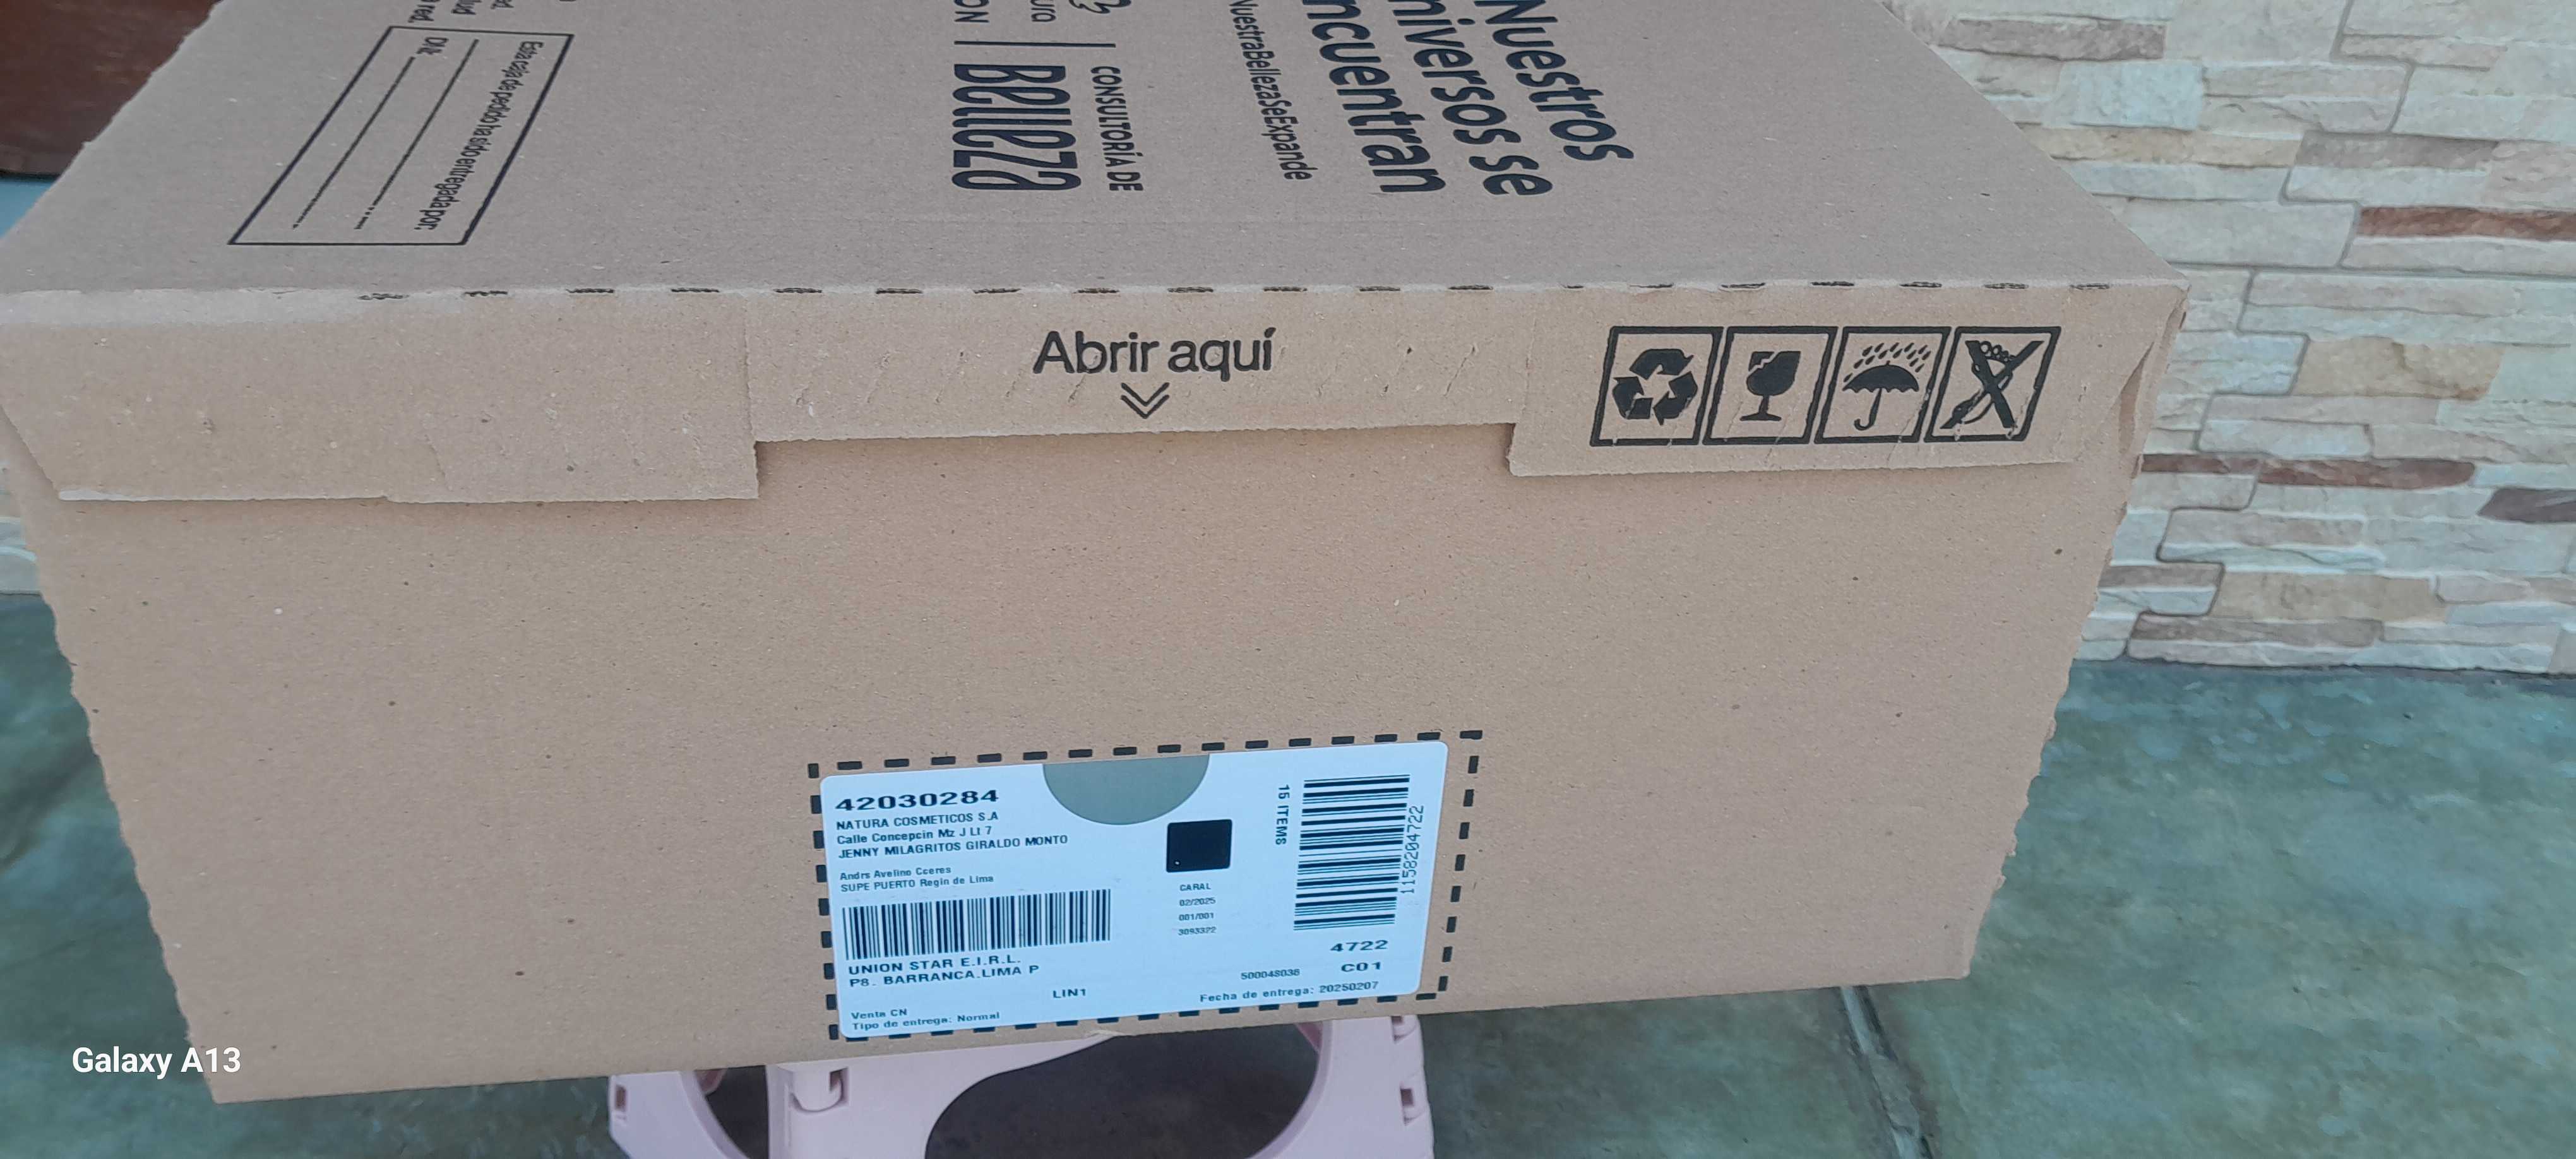 Esta caja de pedido ha sido entregada por:
DNI:
CONSULTORÍA DE
Belleza
Nuestros
se
#NuestraBellezaSeExpande
Abrir aquí
42030284
NATURA COSMETICOS S.A
Calle Concepcin Mz J Lt 7
JENNY MILAGRITOS GIRALDO MONTO
Andrs Avelino Cceres
SUPE PUERTO Regin de Lima
UNION STAR E.I.R.L.
P8. BARRANCA.LIMA P
LIN1
Venta CN
Tipo de entrega: Normal
CARAL
02/2025
001/001
3093322
15 ITEMS
1158204722
4722
C01
500048038
Fecha de entrega: 20250207
Galaxy A13